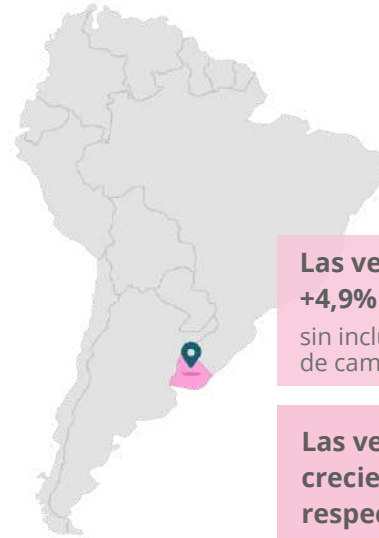 Las ve
+4,9%
sin inclu
de cam
Las ve
crecie
respec